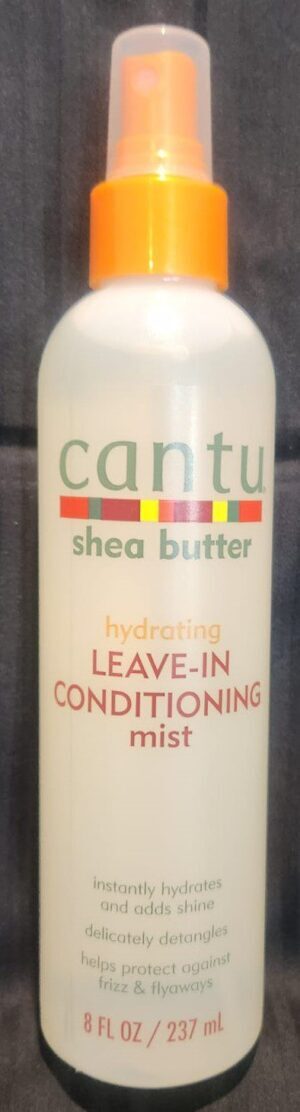 cantu
shea butter
hydrating
LEAVE-IN
CONDITIONING
mist
instantly hydrates
and adds shine
delicately detangles
helps protect against
frizz & flyaways
8 FL OZ / 237 mL